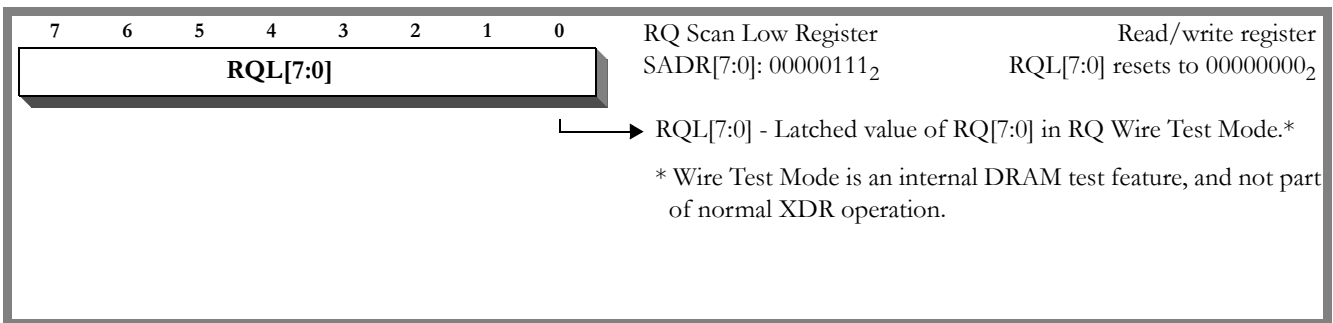 7 6 5 4 3 2 1 0
RQL[7:0]
RQ Scan Low Register Read/write register
SADR[7:0]: 00000111₂ RQL[7:0] resets to 00000000₂
RQL[7:0] - Latched value of RQ[7:0] in RQ Wire Test Mode.*
* Wire Test Mode is an internal DRAM test feature, and not part
of normal XDR operation.